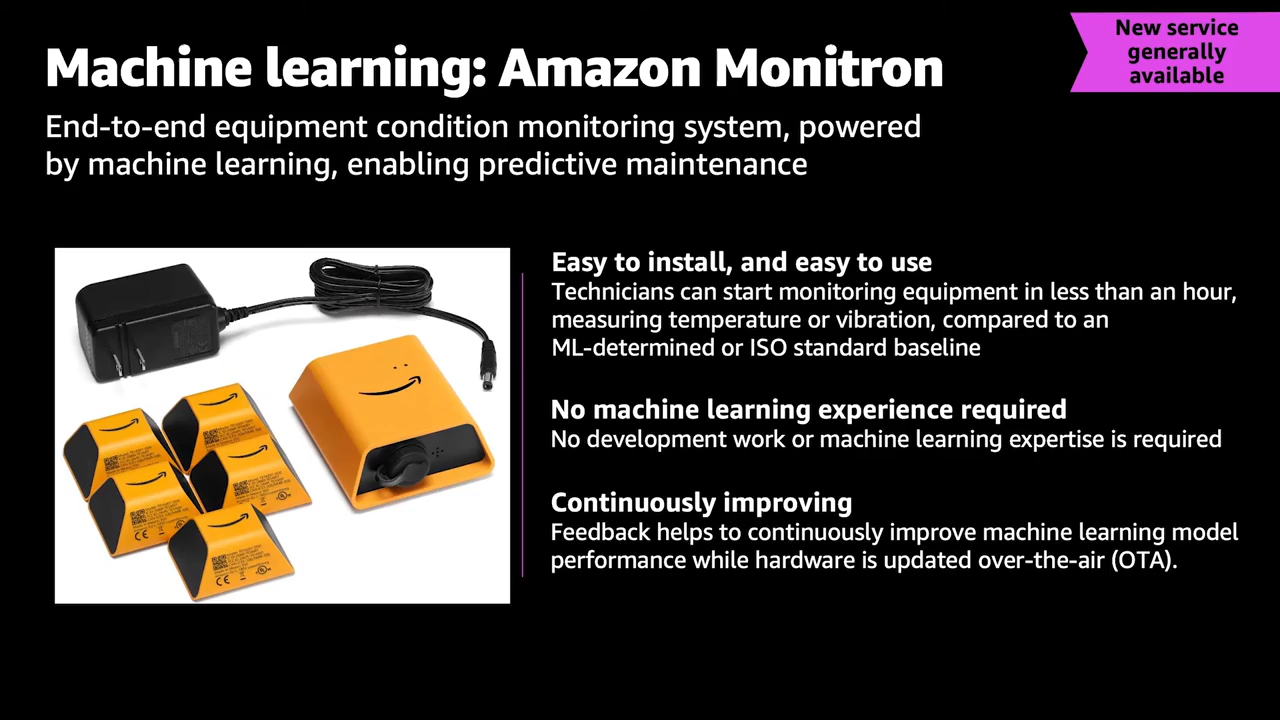 Machine learning: Amazon Monitron
New service
generally
available
End-to-end equipment condition monitoring system, powered
by machine learning, enabling predictive maintenance
Easy to install, and easy to use
Technicians can start monitoring equipment in less than an hour,
measuring temperature or vibration, compared to an
ML-determined or ISO standard baseline
No machine learning experience required
No development work or machine learning expertise is required
Continuously improving
Feedback helps to continuously improve machine learning model
performance while hardware is updated over-the-air (OTA).